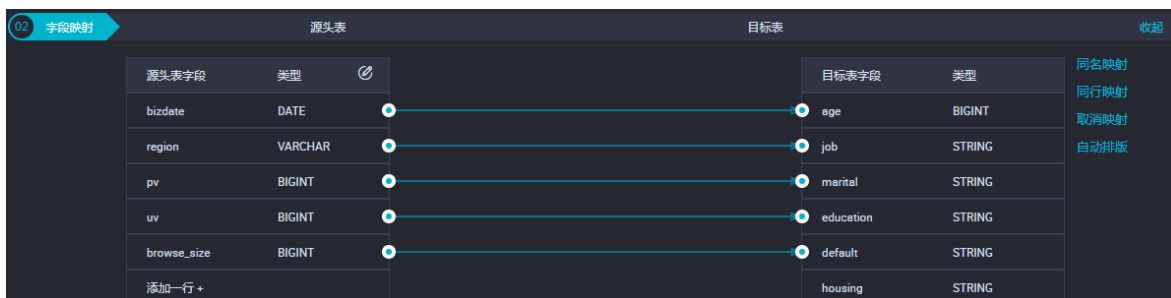 02 字段映射 源头表 目标表 收起
源头表字段 类型 目标表字段 类型 同名映射
同行映射
bizdate DATE age BIGINT 取消映射
region VARCHAR job STRING 自动排版
pv BIGINT marital STRING
uv BIGINT education STRING
browse_size BIGINT default STRING
添加一行 + housing STRING